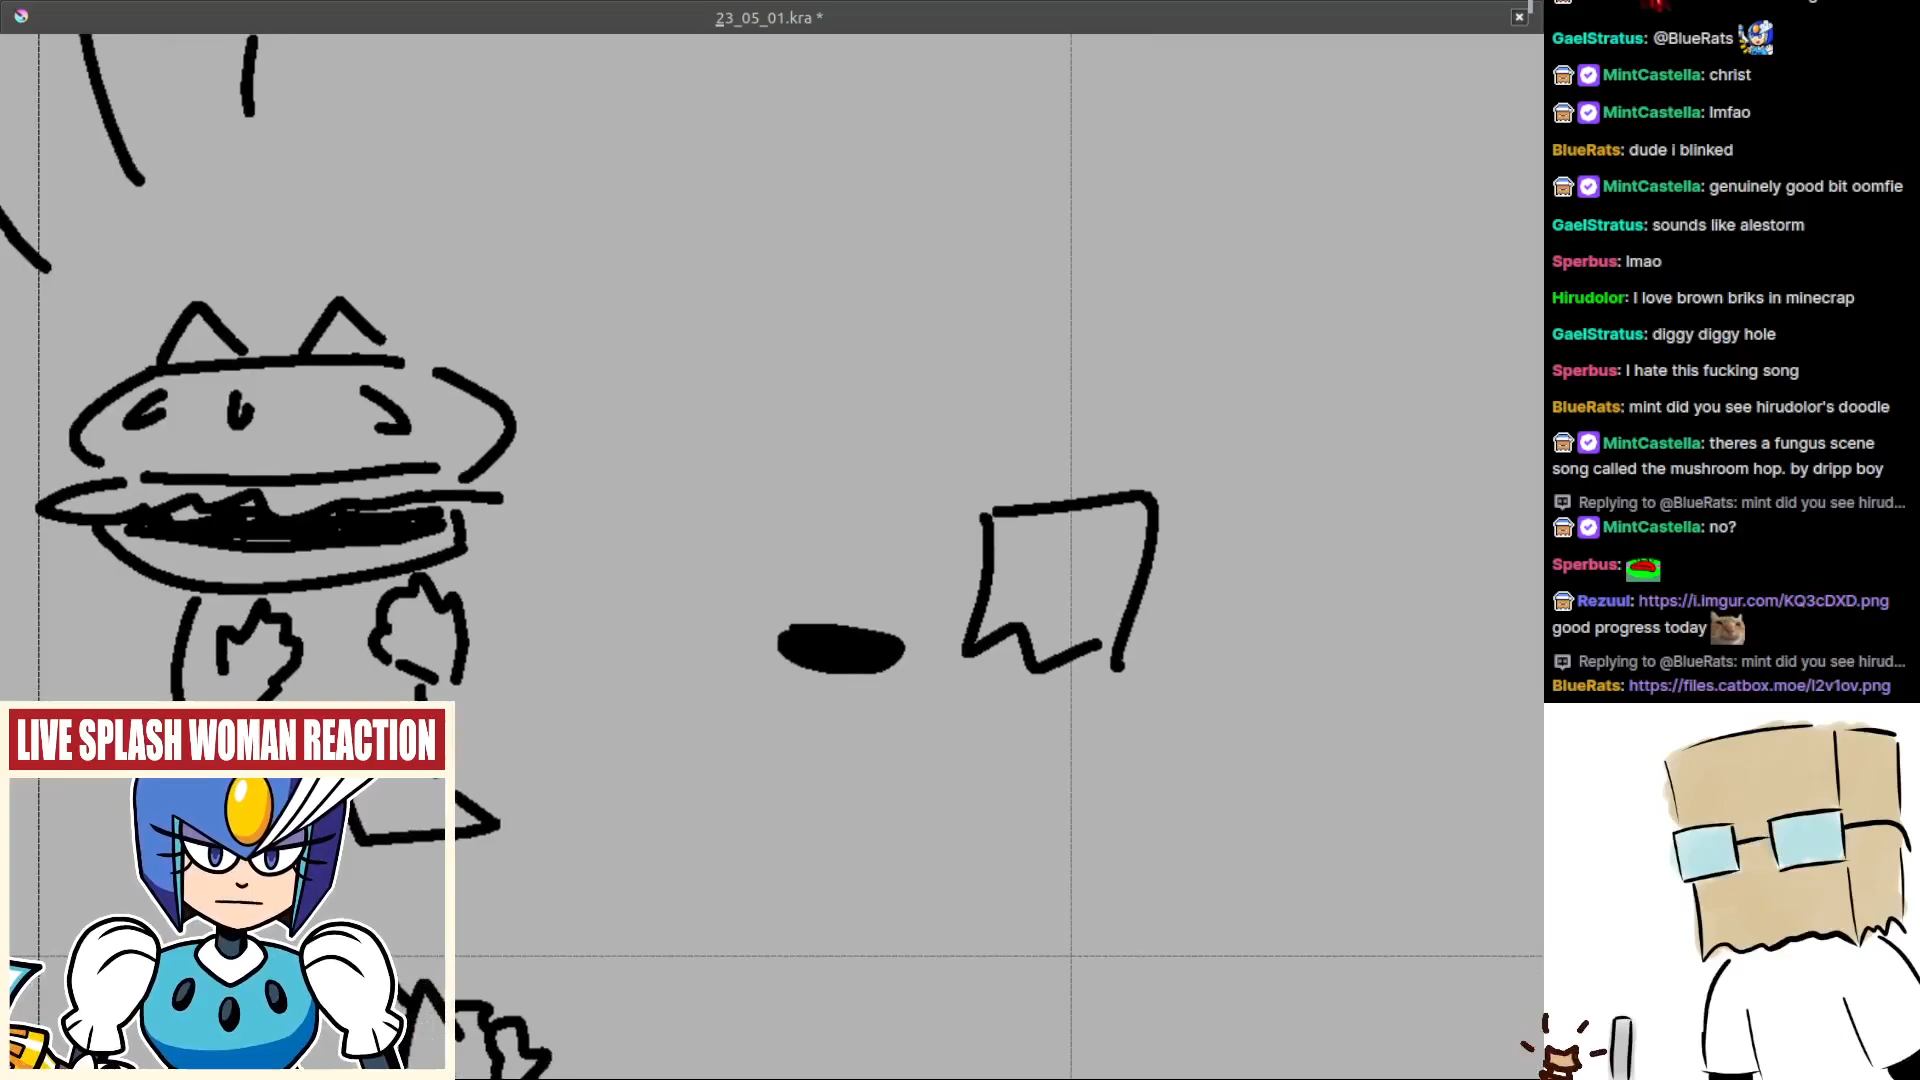 23_05_01.kra *
GaelStratus: @BlueRats
MintCastella: christ
MintCastella: lmfao
BlueRats: dude i blinked
MintCastella: genuinely good bit oomfie
GaelStratus: sounds like alestorm
Sperbus: lmao
Hirudolor: I love brown briks in minecrap
GaelStratus: diggy diggy hole
Sperbus: I hate this fucking song
BlueRats: mint did you see hirudolor's doodle
MintCastella: theres a fungus scene
song called the mushroom hop. by dripp boy
Replying to @BlueRats: mint did you see hirud...
MintCastella: no?
Sperbus:
Rezuul: https://i.imgur.com/KQ3cDXD.png
good progress today
Replying to @BlueRats: mint did you see hirud...
BlueRats: https://files.catbox.moe/l2v1ov.png
LIVE SPLASH WOMAN REACTION